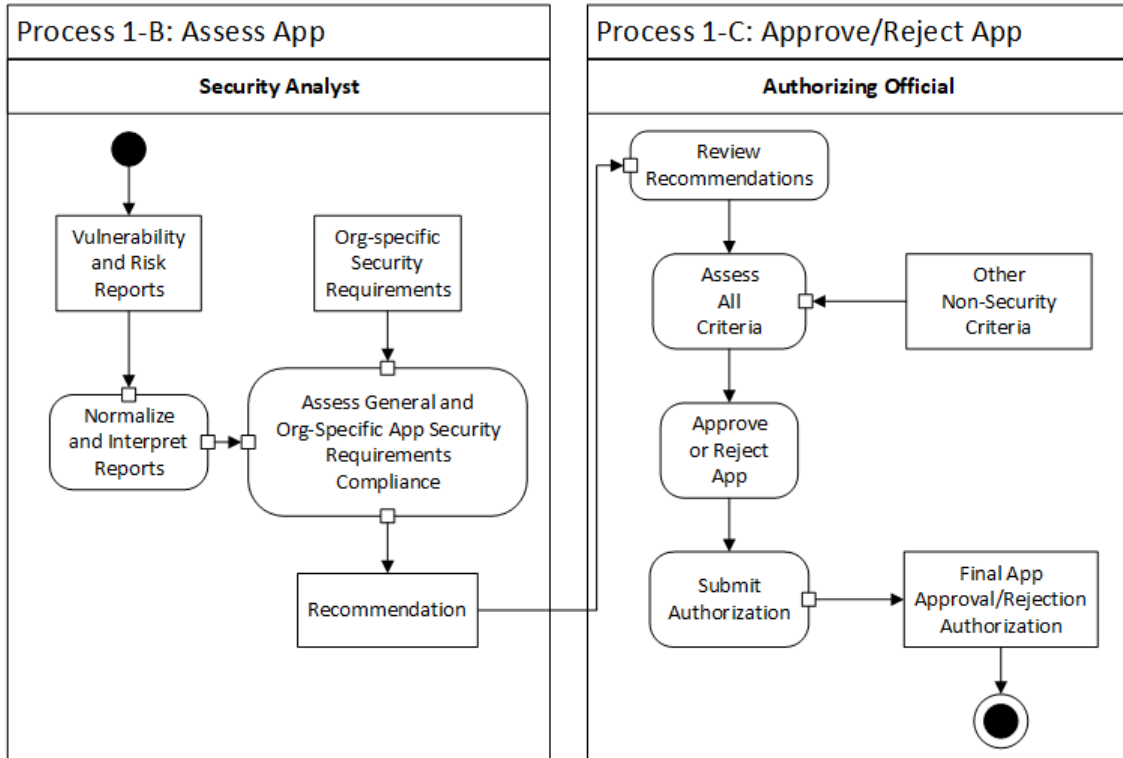 Process 1-B: Assess App
Security Analyst
Vulnerability
and Risk
Reports
Org-specific
Security
Requirements
Normalize
and Interpret
Reports
Assess General and
Org-Specific App Security
Requirements
Compliance
Recommendation
Process 1-C: Approve/Reject App
Authorizing Official
Review
Recommendations
Assess
All
Criteria
Other
Non-Security
Criteria
Approve
or Reject
App
Submit
Authorization
Final App
Approval/Rejection
Authorization